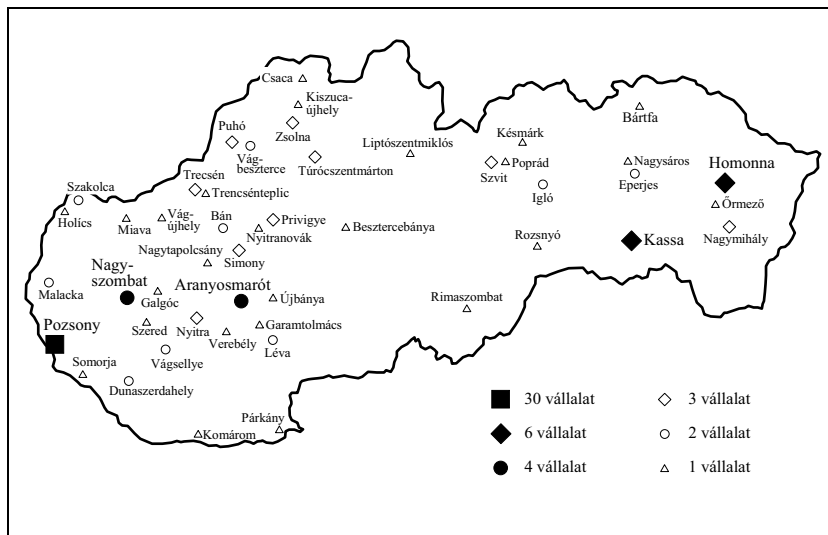 Csaca
Kiszuca-
újhely
Zsolna
Puhó
Vág-
beszterce
Túrócszentmárton
Liptószentmiklós
Késmárk
Poprád
Szvit
Igló
Bártfa
Nagysáros
Eperjes
Homonna
Őrmező
Nagymihály
Kassa
Rozsnyó
Rimaszombat
Trecsén
Trencsénteplic
Szakolca
Holícs
Miava
Vág-
újhely
Bán
Privigye
Nyitranovák
Besztercebánya
Nagytapolcsány
Simony
Nagy-
szombat
Aranyosmarót
Malacka
Galgóc
Újbánya
Pozsony
Szered
Nyitra
Verebély
Garamtolmács
Léva
Vágsellye
Somorja
Dunaszerdahely
Párkány
Komárom
30 vállalat
6 vállalat
4 vállalat
3 vállalat
2 vállalat
1 vállalat